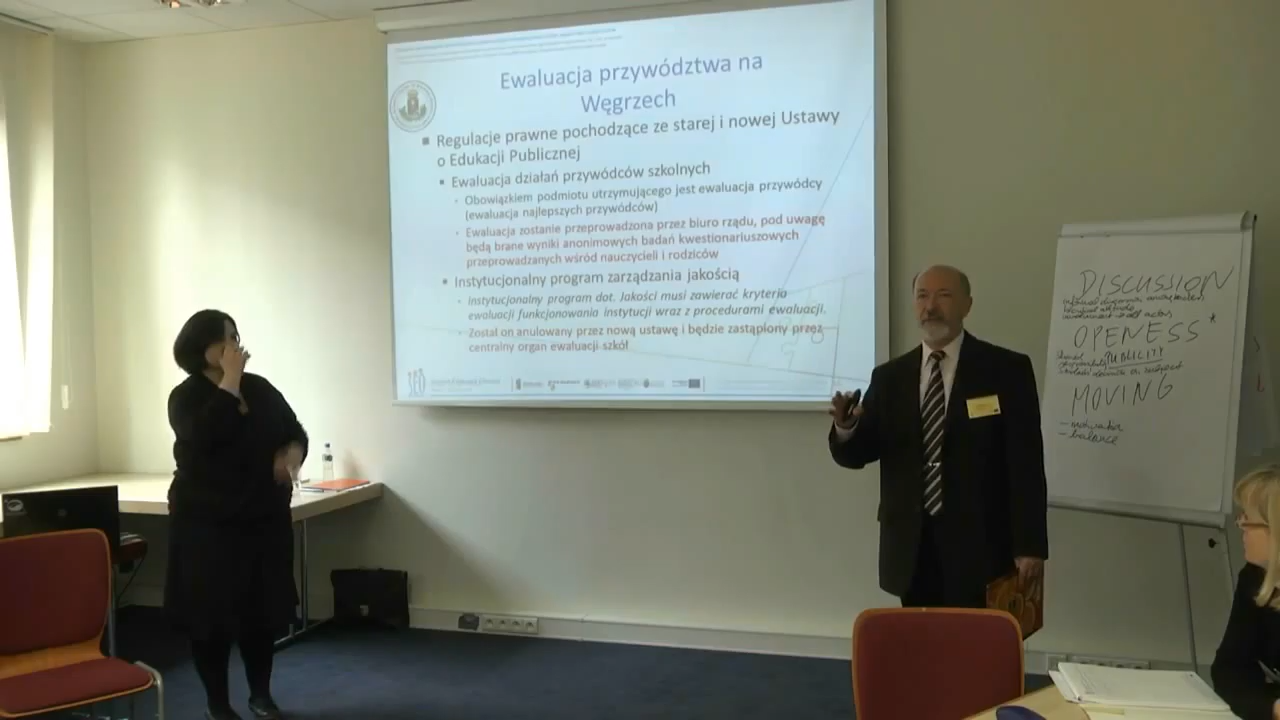 Ewaluacja przywództwa na
Węgrzech
Regulacje prawne pochodzące ze starej i nowej Ustawy
o Edukacji Publicznej
Ewaluacja działań przywódców szkolnych
Obowiązkiem podmiotu utrzymującego jest ewaluacja przywódcy
(ewaluacja najlepszych przywódców)
Ewaluacja zostanie przeprowadzona przez biuro rządu, pod uwagę
będą brane wyniki anonimowych badań kwestionariuszowych
przeprowadzanych wśród nauczycieli i rodziców
Instytucjonalny program zarządzania jakością
Instytucjonalny program dot. Jakości musi zawierać kryteria
ewaluacji funkcjonowania instytucji wraz z procedurami ewaluacji.
Został on anulowany przez nową ustawę i będzie zastąpiony przez
centralny organ ewaluacji szkół
DISCUSSION
OPENESS*
PUBLICITY
MOVING
- motivation
- balance